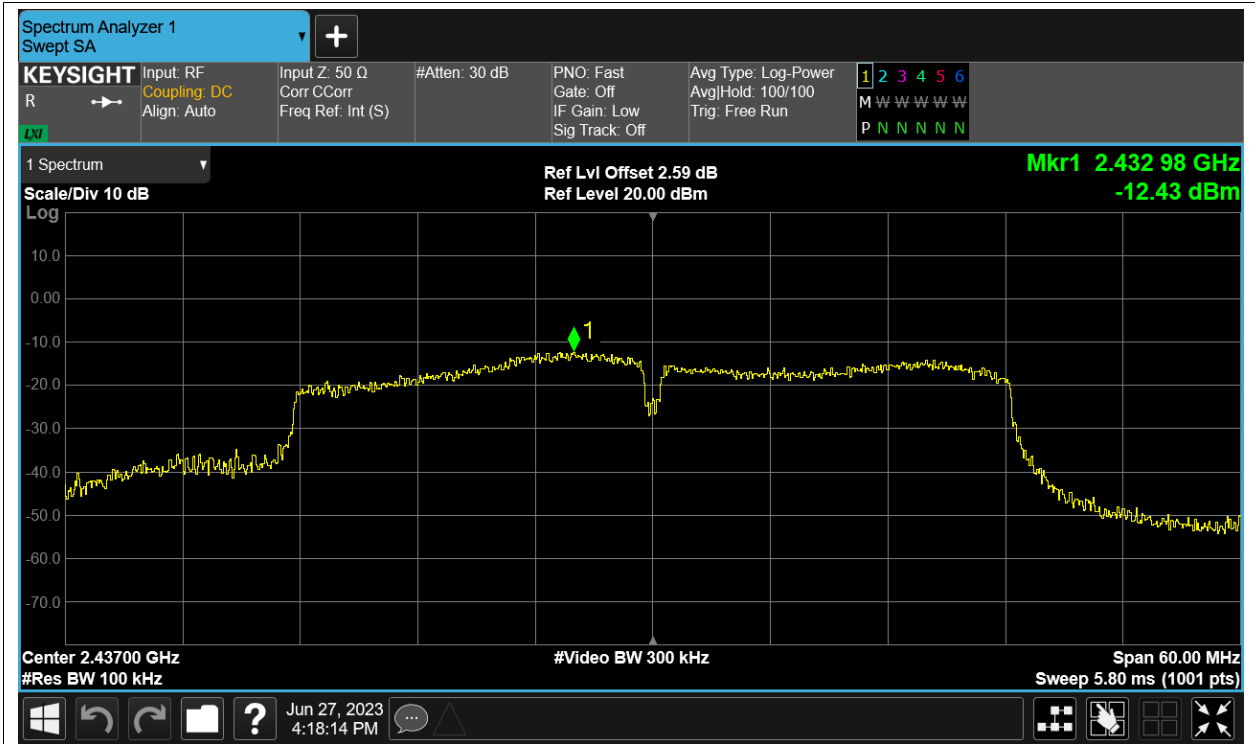 Spectrum Analyzer 1
Swept SA
+
KEYSIGHT
R
LXI
Input: RF
Coupling: DC
Align: Auto
Input Z: 50 Ω
Corr CCorr
Freq Ref: Int (S)
#Atten: 30 dB
PNO: Fast
Gate: Off
IF Gain: Low
Sig Track: Off
Avg Type: Log-Power
Avg|Hold: 100/100
Trig: Free Run
1 2 3 4 5 6
M W W W W W
P N N N N N
1 Spectrum
Scale/Div 10 dB
Log
Ref Lvl Offset 2.59 dB
Ref Level 20.00 dBm
Mkr1 2.432 98 GHz
-12.43 dBm
10.0
0.00
-10.0
-20.0
-30.0
-40.0
-50.0
-60.0
-70.0
1
Center 2.43700 GHz
#Res BW 100 kHz
#Video BW 300 kHz
Span 60.00 MHz
Sweep 5.80 ms (1001 pts)
?
Jun 27, 2023
4:18:14 PM